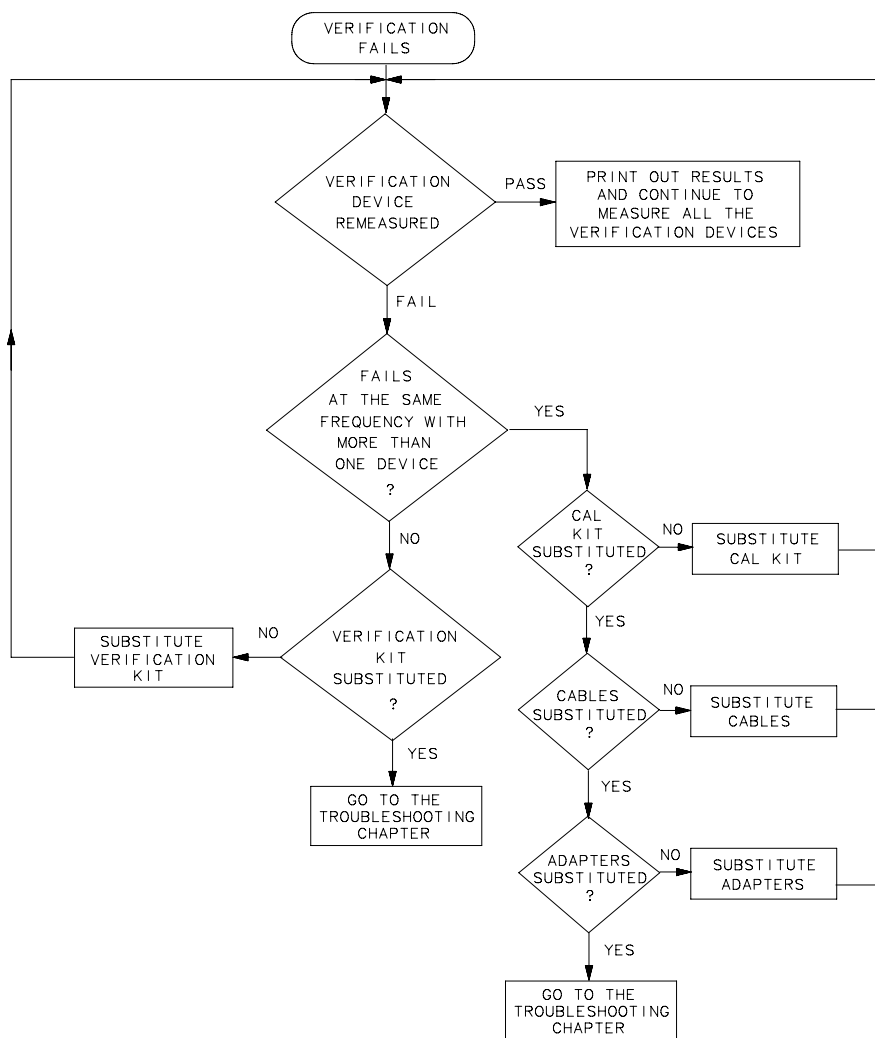 VERIFICATION
FAILS
VERIFICATION
DEVICE
REMEASURED
PASS
PRINT OUT RESULTS
AND CONTINUE TO
MEASURE ALL THE
VERIFICATION DEVICES
FAIL
FAILS
AT THE SAME
FREQUENCY WITH
MORE THAN
ONE DEVICE
?
YES
NO
CAL
KIT
SUBSTITUTED
?
NO
SUBSTITUTE
CAL KIT
YES
VERIFICATION
KIT
SUBSTITUTED
?
NO
SUBSTITUTE
VERIFICATION
KIT
YES
GO TO THE
TROUBLESHOOTING
CHAPTER
CABLES
SUBSTITUTED
?
NO
SUBSTITUTE
CABLES
YES
ADAPTERS
SUBSTITUTED
?
NO
SUBSTITUTE
ADAPTERS
YES
GO TO THE
TROUBLESHOOTING
CHAPTER